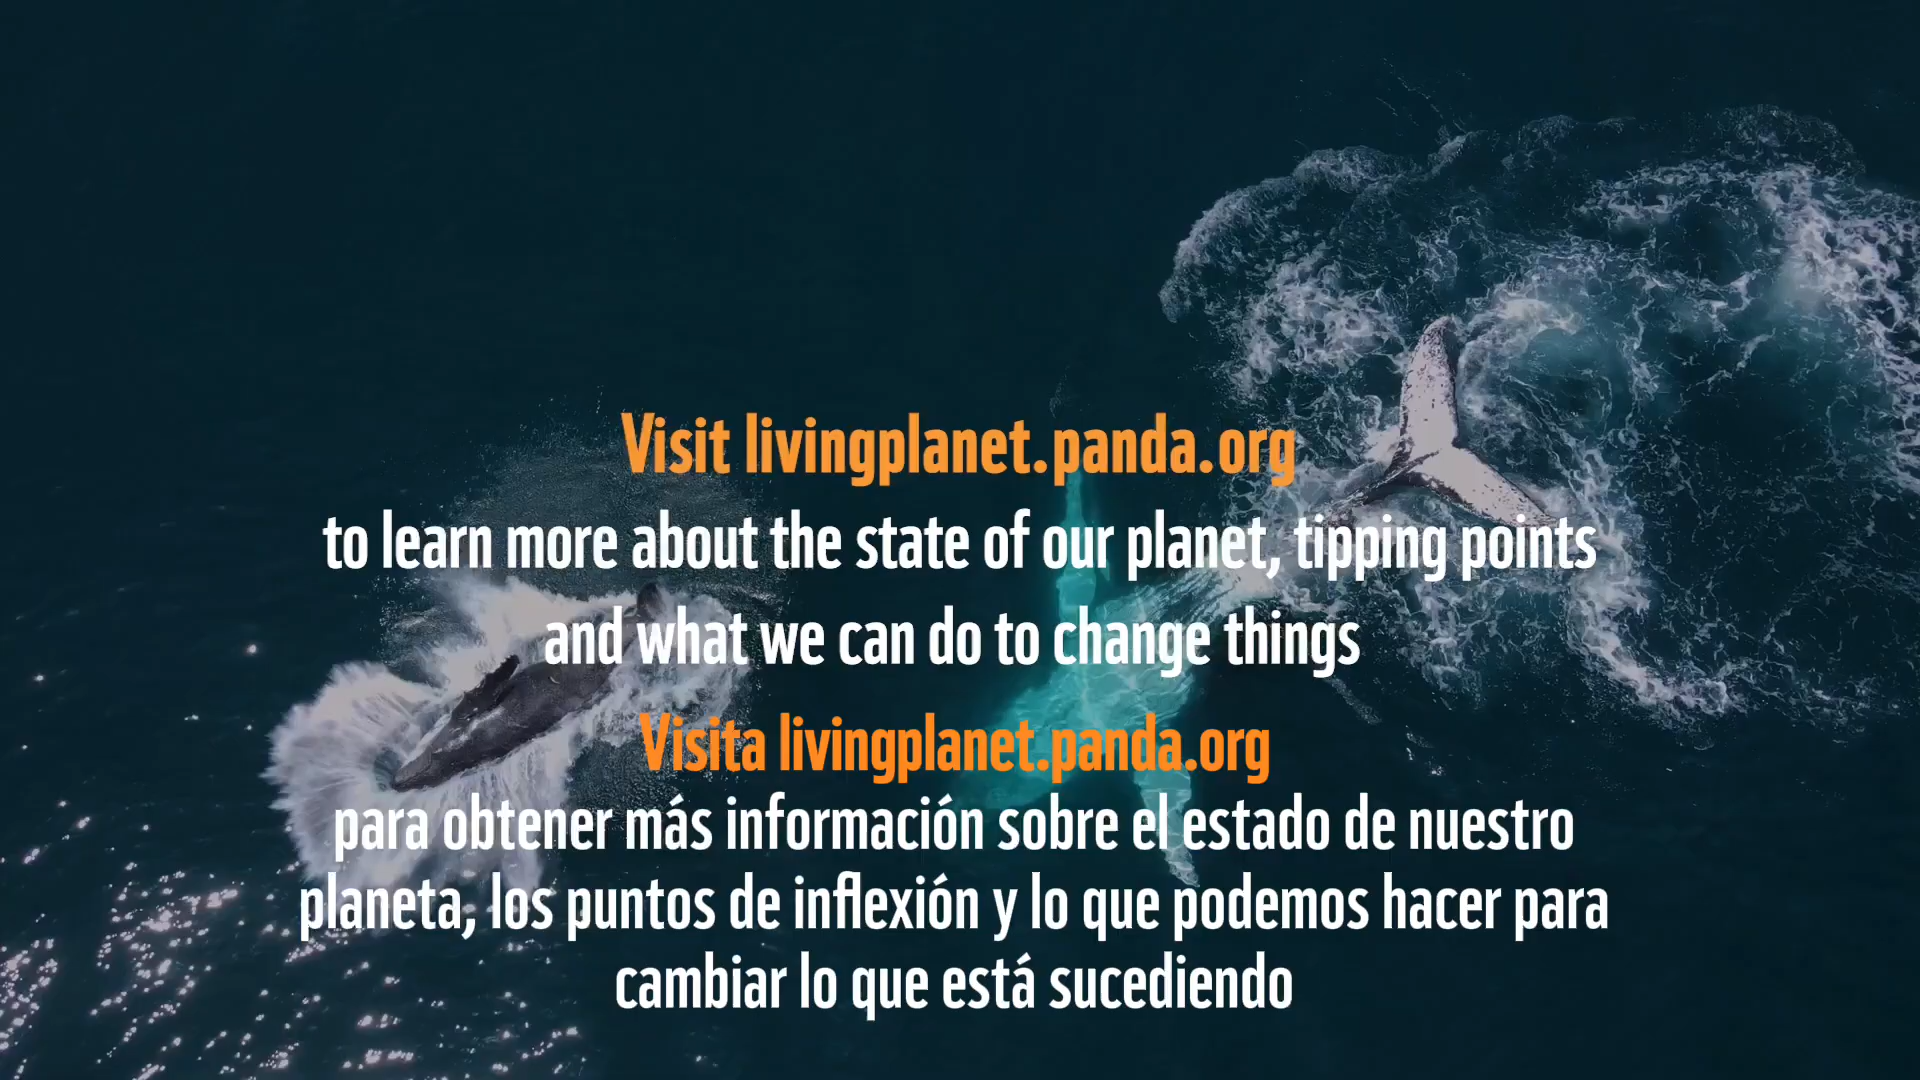 Visit livingplanet.panda.org
to learn more about the state of our planet, tipping points
and what we can do to change things
Visita livingplanet.panda.org
para obtener más información sobre el estado de nuestro
planeta, los puntos de inflexión y lo que podemos hacer para
cambiar lo que está sucediendo